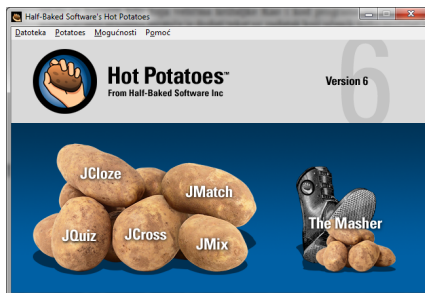 Half-Baked Software's Hot Potatoes
Datoteka Potatoes Mogućnosti Pomoć
Hot Potatoes™
From Half-Baked Software Inc
Version 6
6
JCloze
JMatch
JQuiz
JCross
JMix
The Masher